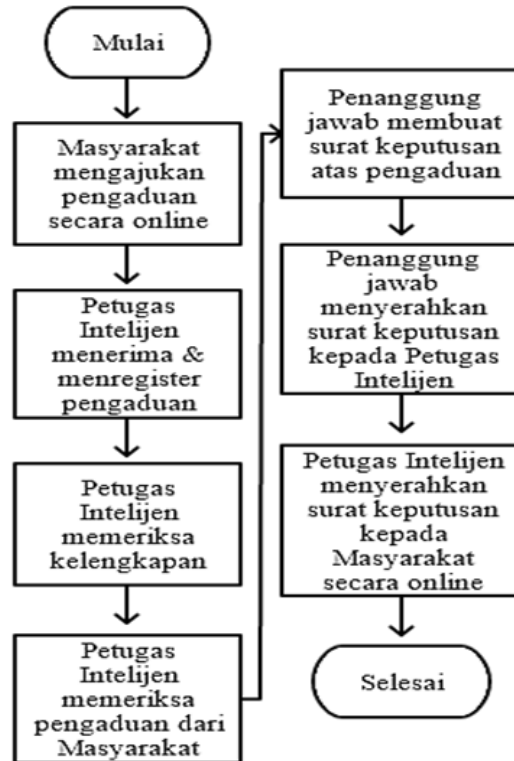 Mulai
Masyarakat
mengajukan
pengaduan
secara online
Petugas
Intelijen
menerima &
menregister
pengaduan
Petugas
Intelijen
memeriksa
kelengkapan
Petugas
Intelijen
memeriksa
pengaduan dari
Masyarakat
Penanggung
jawab membuat
surat keputusan
atas pengaduan
Penanggung
jawab
menyerahkan
surat keputusan
kepada Petugas
Intelijen
Petugas Intelijen
menyerahkan
surat keputusan
kepada
Masyarakat
secara online
Selesai